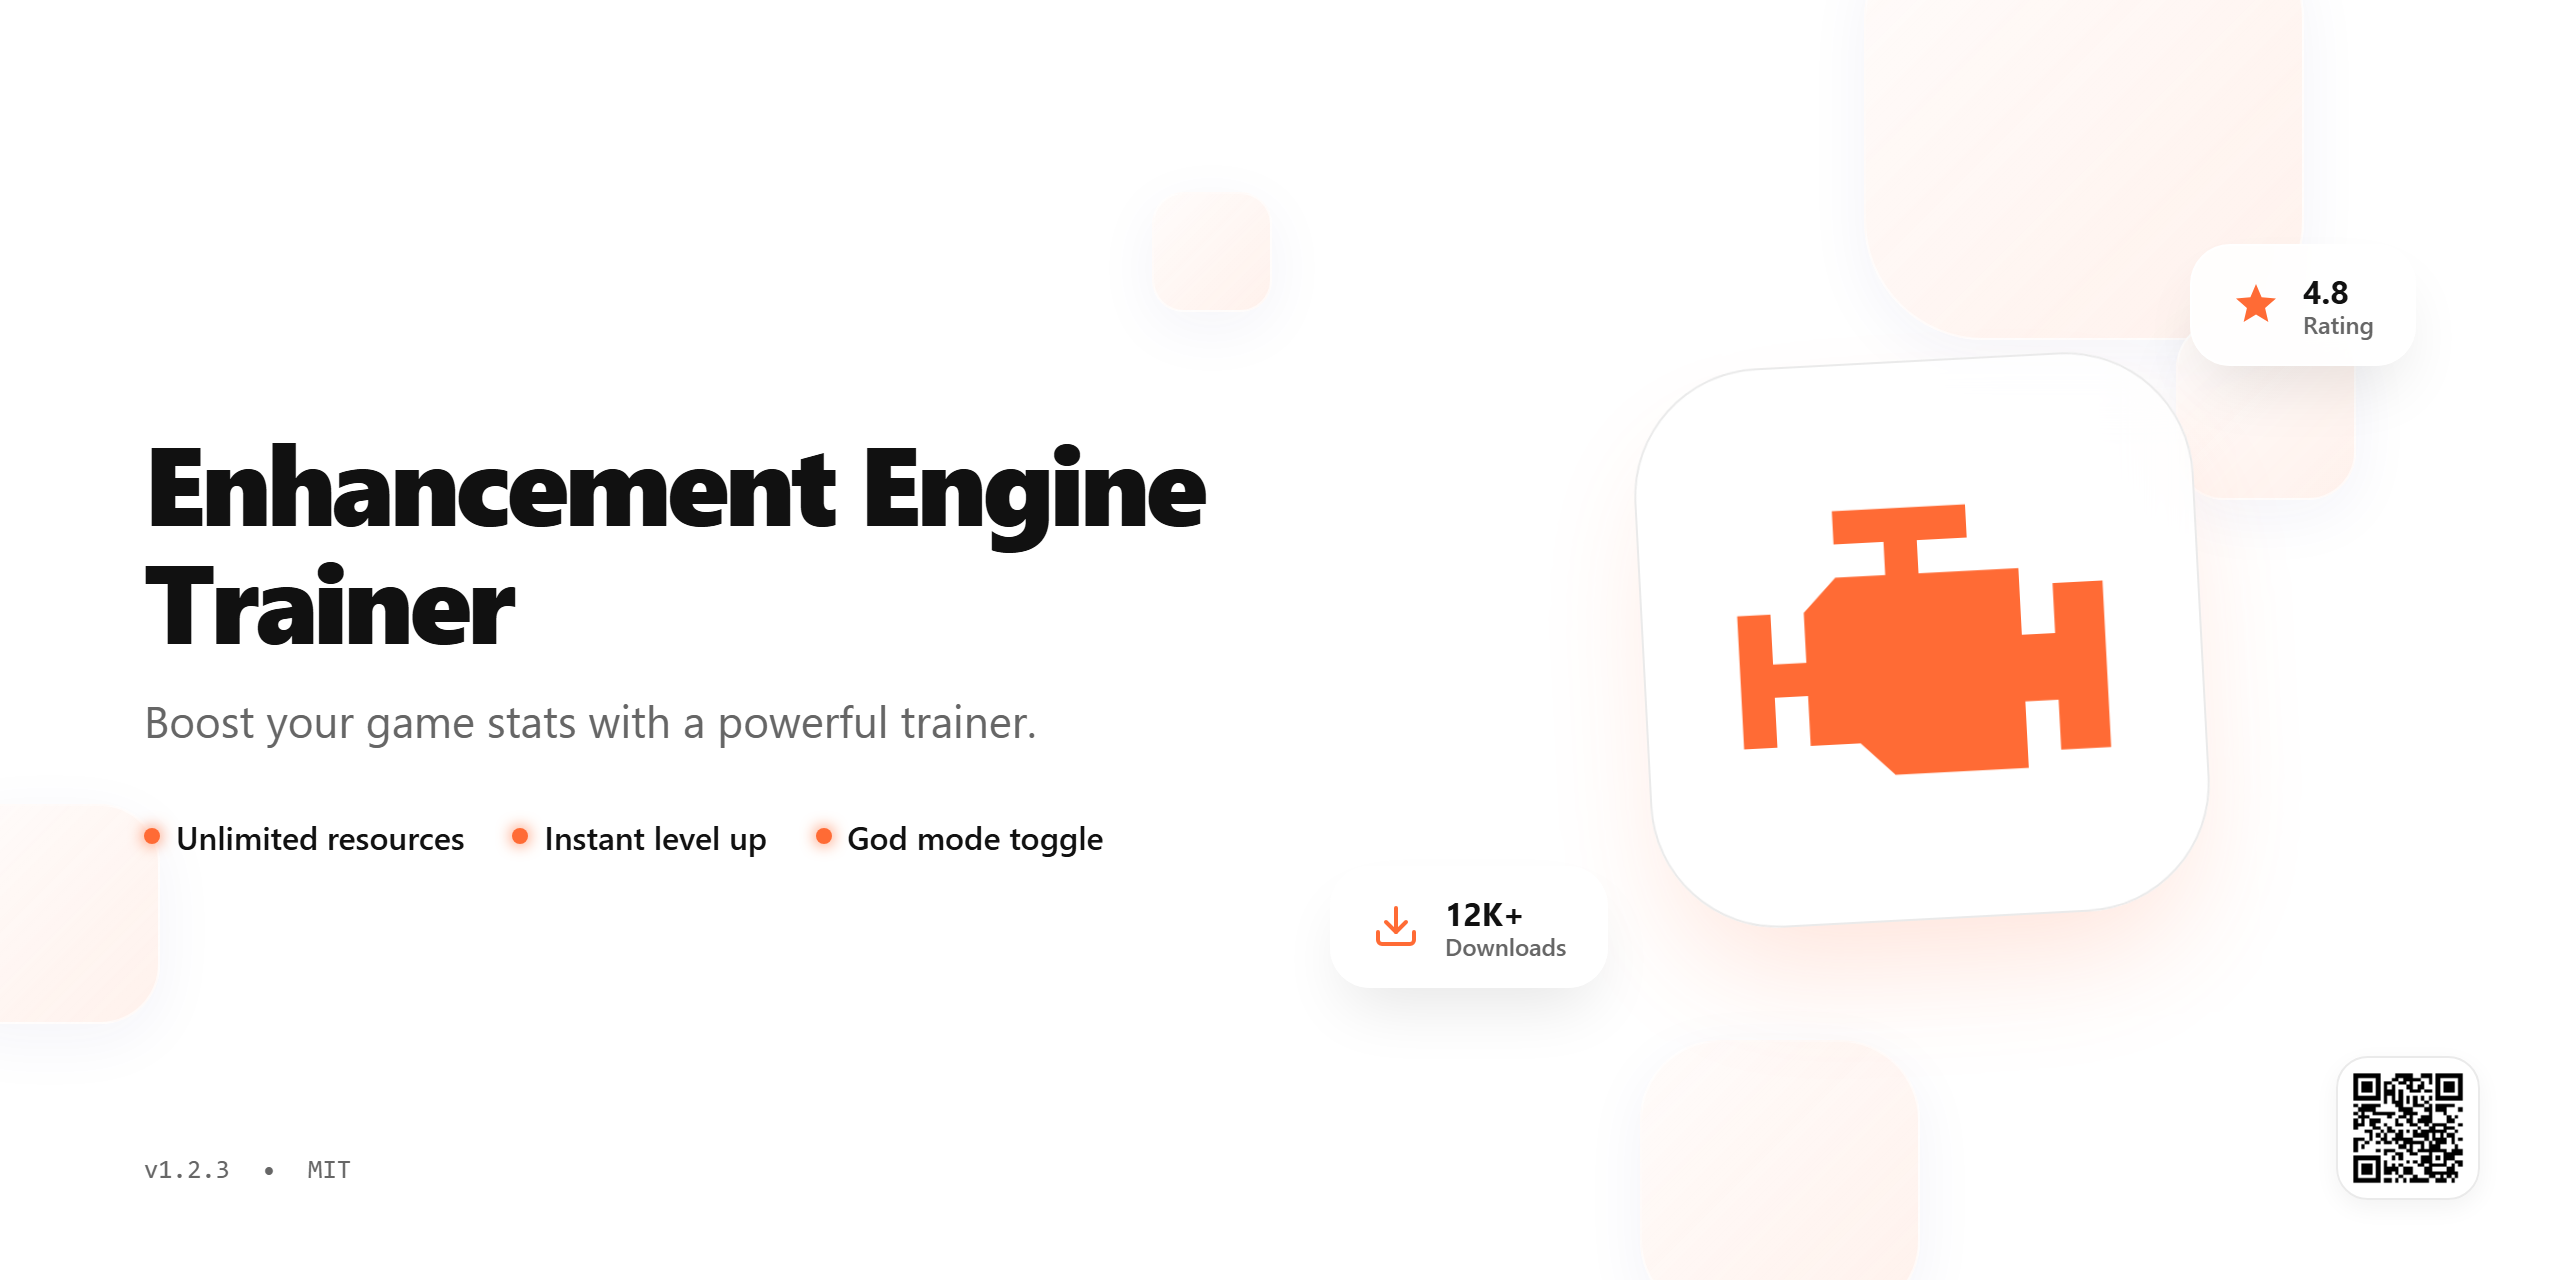 Enhancement Engine
Trainer
Boost your game stats with a powerful trainer.
Unlimited resources
Instant level up
God mode toggle
4.8
Rating
12K+
Downloads
v1.2.3 • MIT